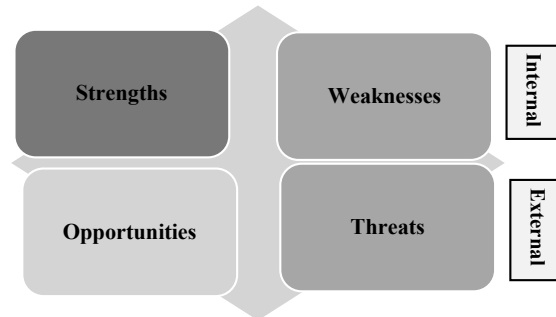 Strengths
Weaknesses
Internal
Opportunities
Threats
External